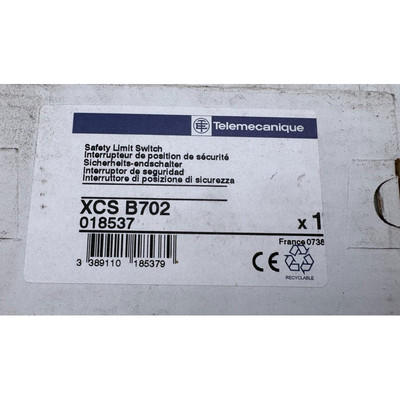 Telemecanique
Safety Limit Switch
Interrupteur de position de sécurité
Sicherheits-endschalter
Interruptor de seguridad
Interruttore di posizione di sicurezza
XCS B702
018537
x 1
France 0738
3 389110 185379
CE
RECYCLABLE